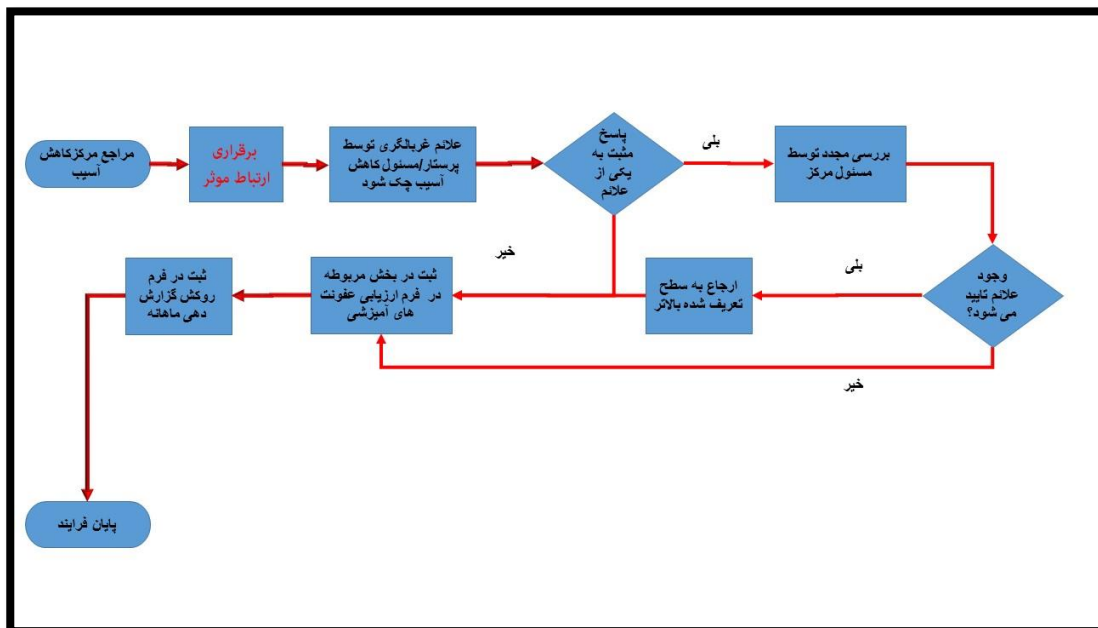 مراجع مرکزکاهش
آسیب
برقراری
ارتباط موثر
علائم غربالگری توسط
پرستار/مسئول کاهش
آسیب چک شود
پاسخ
مثبت به
یکی از
علائم
بلی
بررسی مجدد توسط
مسئول مرکز
وجود
علائم تایید
می شود؟
بلی
ارجاع به سطح
تعریف شده بالاتر
خیر
ثبت در بخش مربوطه
در فرم ارزیابی عفونت
های آمیزشی
ثبت در فرم
روکش گزارش
دهی ماهانه
خیر
پایان فرایند